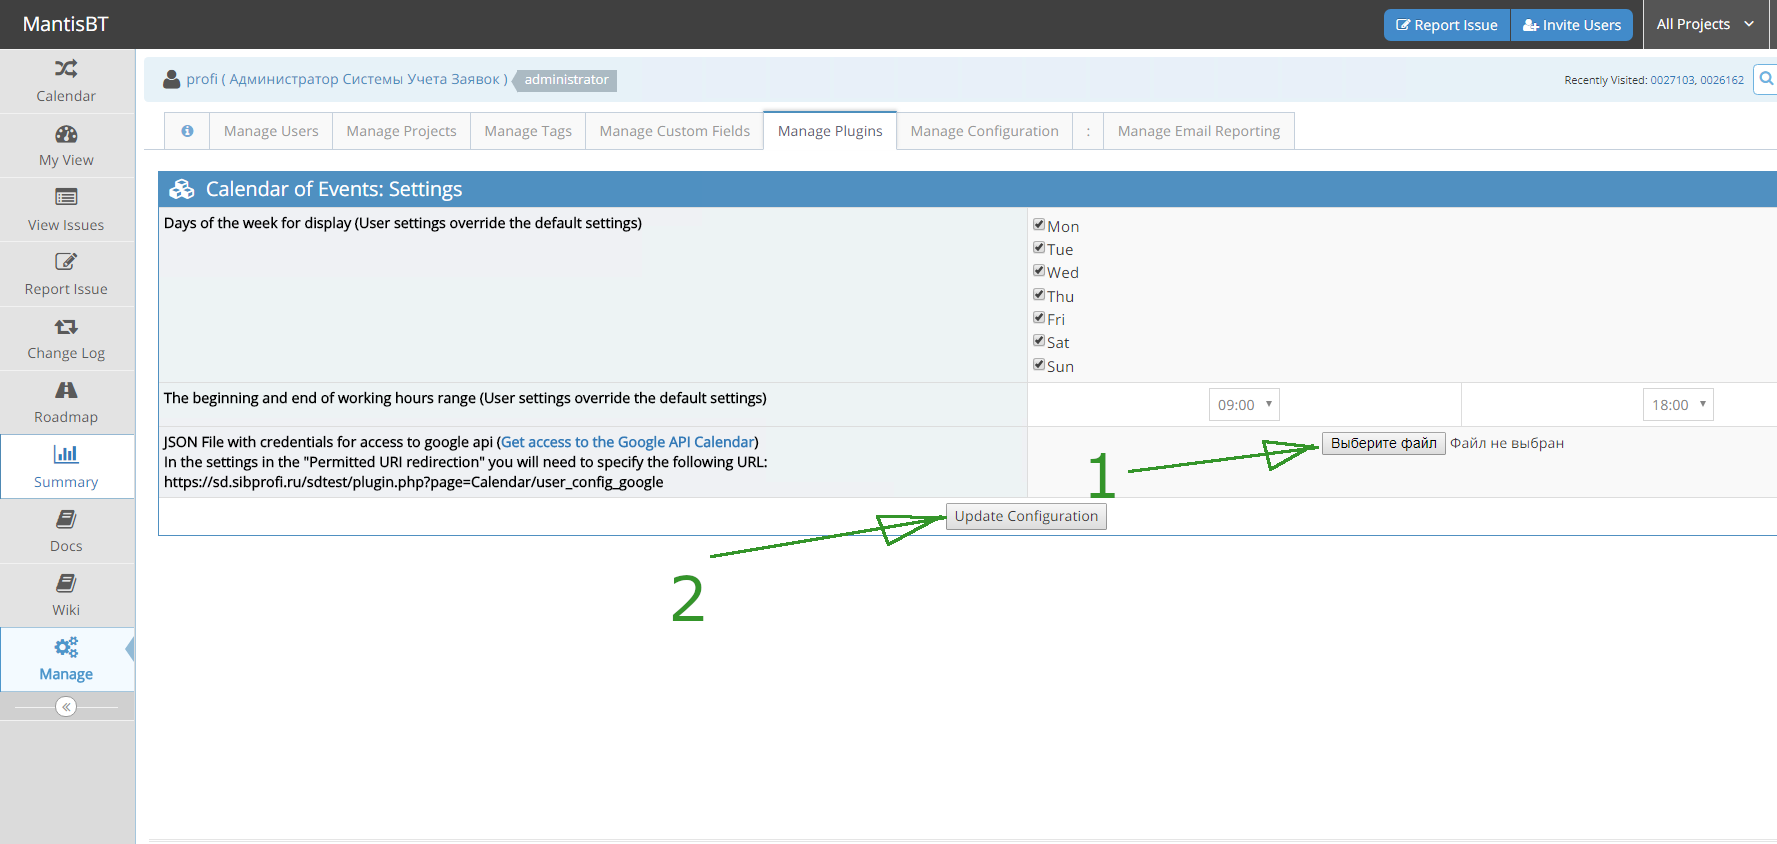 MantisBT
Report Issue
Invite Users
All Projects
Calendar
My View
View Issues
Report Issue
Change Log
Roadmap
Summary
Docs
Wiki
Manage
profi ( Администратор Системы Учета Заявок )
administrator
Recently Visited: 0027103, 0026162
Manage Users
Manage Projects
Manage Tags
Manage Custom Fields
Manage Plugins
Manage Configuration
:
Manage Email Reporting
Calendar of Events: Settings
Days of the week for display (User settings override the default settings)
Mon
Tue
Wed
Thu
Fri
Sat
Sun
The beginning and end of working hours range (User settings override the default settings)
09:00
18:00
JSON File with credentials for access to google api (Get access to the Google API Calendar)
In the settings in the "Permitted URI redirection" you will need to specify the following URL:
https://sd.sibprofi.ru/sdtest/plugin.php?page=Calendar/user_config_google
1
Выберите файл
Файл не выбран
Update Configuration
2